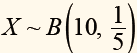 X ~ B(10, 1/5)